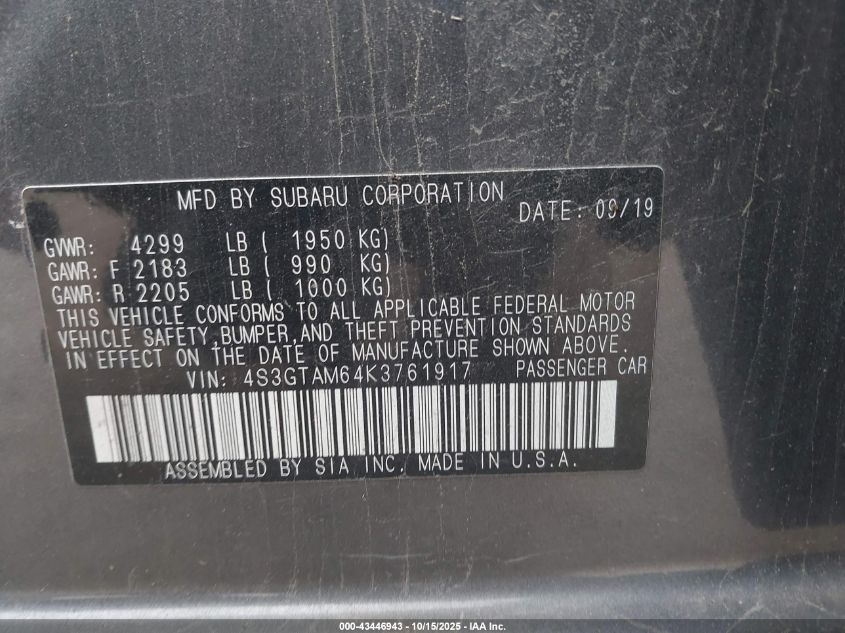 MFD BY SUBARU CORPORATION DATE: 09/19
GVWR: 4299 LB ( 1950 KG)
GAWR: F 2183 LB ( 990 KG)
GAWR: R 2205 LB ( 1000 KG)
THIS VEHICLE CONFORMS TO ALL APPLICABLE FEDERAL MOTOR
VEHICLE SAFETY,BUMPER,AND THEFT PREVENTION STANDARDS
IN EFFECT ON THE DATE OF MANUFACTURE SHOWN ABOVE.
VIN: 4S3GTAM64K3761917 PASSENGER CAR
ASSEMBLED BY SIA INC. MADE IN U.S.A.
000-43446943 - 10/15/2025 - IAA Inc.